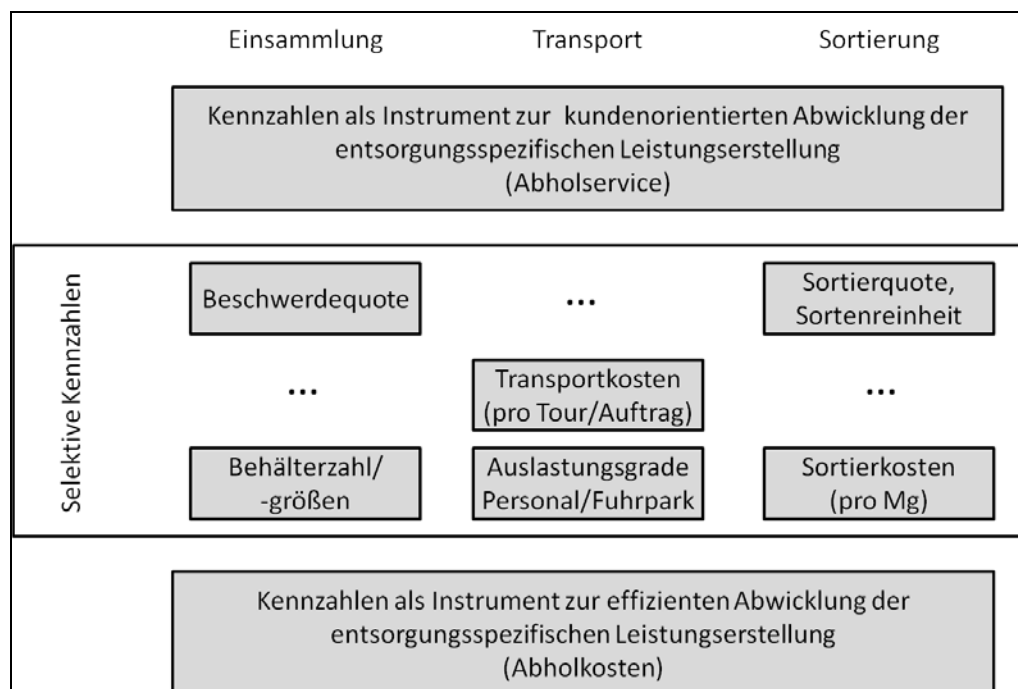 Einsammlung
Transport
Sortierung
Kennzahlen als Instrument zur kundenorientierten Abwicklung der
entsorgungsspezifischen Leistungserstellung
(Abholservice)
Selektive Kennzahlen
Beschwerdequote
...
Sortierquote,
Sortenreinheit
...
Transportkosten
(pro Tour/Auftrag)
...
Behälterzahl/
-größen
Auslastungsgrade
Personal/Fuhrpark
Sortierkosten
(pro Mg)
Kennzahlen als Instrument zur effizienten Abwicklung der
entsorgungsspezifischen Leistungserstellung
(Abholkosten)